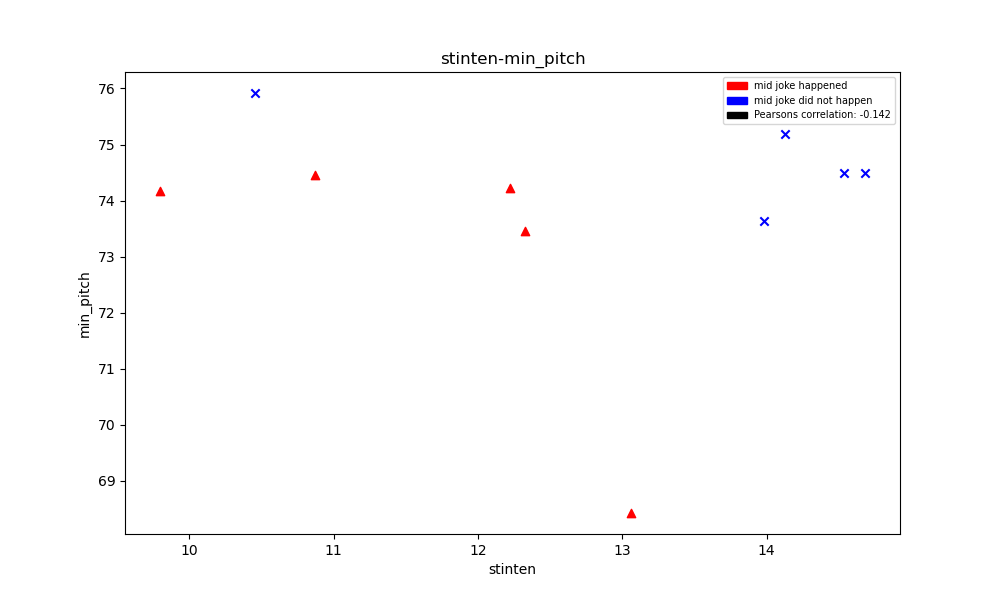 stinten-min_pitch
mid joke happened
mid joke did not happen
Pearsons correlation: -0.142
76
75
74
73
72
71
70
69
min_pitch
10 11 12 13 14
stinten